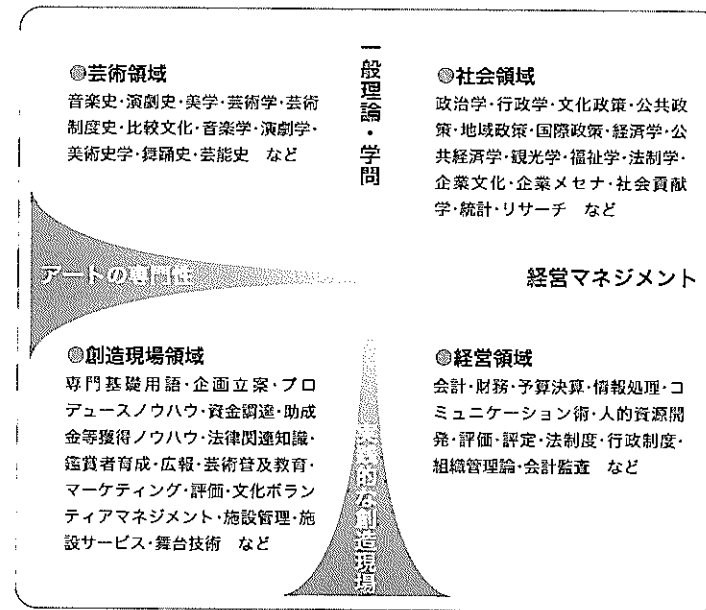 ◎芸術領域
音楽史・演劇史・美学・芸術学・芸術
制度史・比較文化・音楽学・演劇学・
美術史学・舞踊史・芸能史　など
一般理論・学問
◎社会領域
政治学・行政学・文化政策・公共政
策・地域政策・国際政策・経済学・公
共経済学・観光学・福祉学・法制学・
企業文化・企業メセナ・社会貢献
学・統計・リサーチ　など
アートの専門性
経営マネジメント
◎創造現場領域
専門基礎用語・企画立案・プロ
デュースノウハウ・資金調達・助成
金等獲得ノウハウ・法律関連知識・
鑑賞者育成・広報・芸術普及教育・
マーケティング・評価・文化ボラン
ティアマネジメント・施設管理・施
設サービス・舞台技術　など
実践的な創造現場
◎経営領域
会計・財務・予算決算・情報処理・コ
ミュニケーション術・人的資源開
発・評価・評定・法制度・行政制度・
組織管理論・会計監査　など